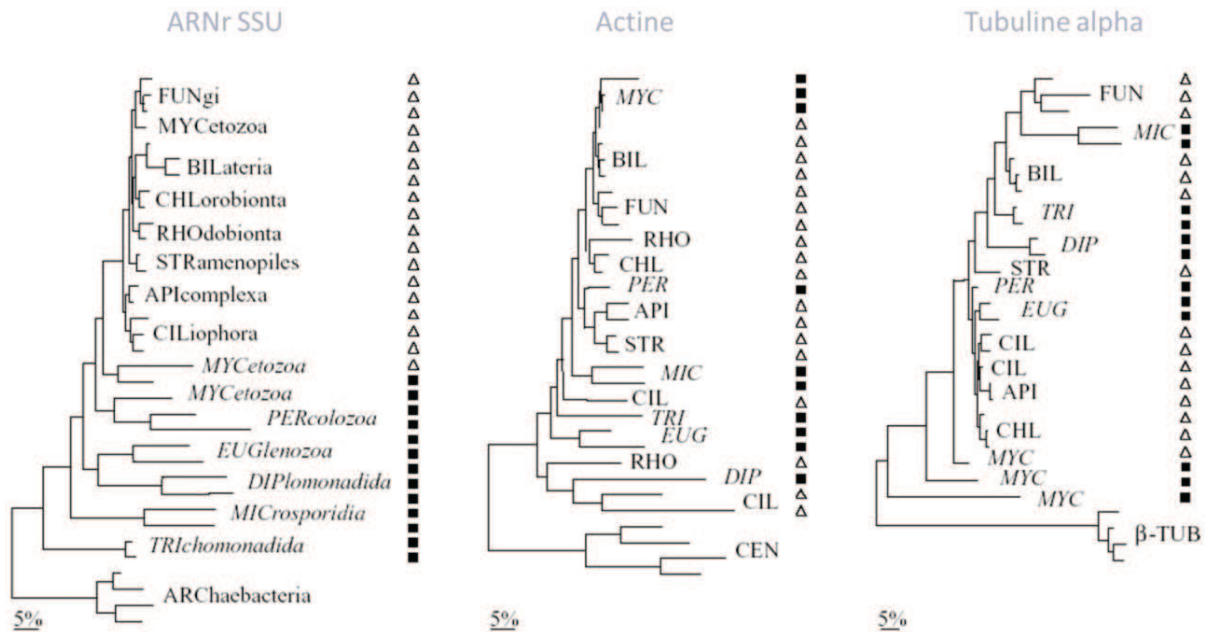 ARNr SSU
FUNgi
MYCetozoa
BILateria
CHLorobionta
RHOdobionta
STRamenopiles
APIcomplexa
CILiophora
MYCetozoa
MYCetozoa
PERcolozoa
EUGlenozoa
DIPlomonadida
MICrosporidia
TRIchomonadida
ARChaebacteria
5%
Actine
MYC
BIL
FUN
RHO
CHL
PER
API
STR
MIC
CIL
TRI
EUG
RHO
DIP
CIL
CEN
5%
Tubuline alpha
FUN
MIC
BIL
TRI
DIP
STR
PER
EUG
CIL
CIL
API
CHL
MYC
MYC
MYC
β-TUB
5%